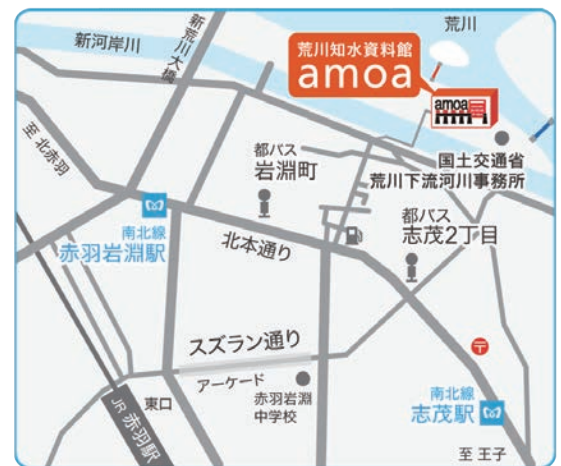 荒川
新河岸川
新荒川大橋
荒川知水資料館
amoa
amoa
至 北赤羽
都バス
岩淵町
国土交通省
荒川下流河川事務所
都バス
志茂2丁目
南北線
赤羽岩淵駅
北本通り
スズラン通り
アーケード
赤羽岩淵
中学校
東口
JR 赤羽駅
南北線
志茂駅
至 王子